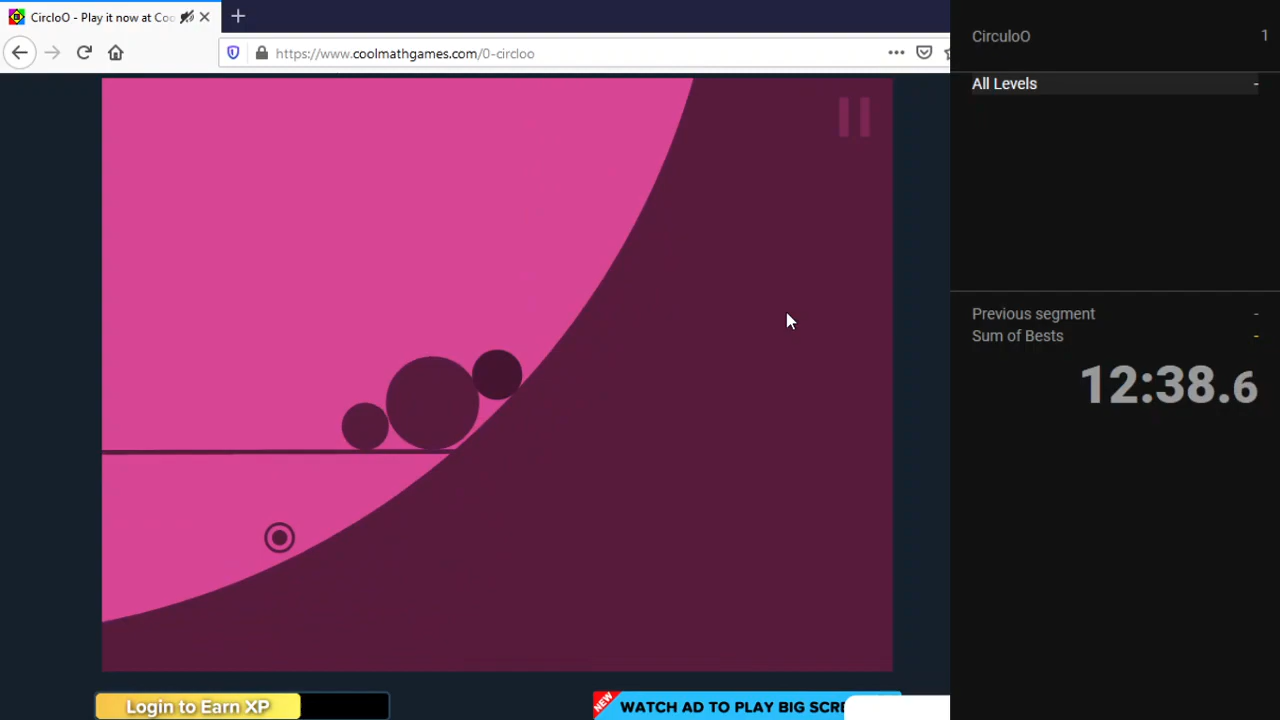 CircloO - Play it now at Coo
https://www.coolmathgames.com/0-circloo
CirculoO 1
All Levels -
Previous segment -
Sum of Bests -
12:38.6
Login to Earn XP
NEW
WATCH AD TO PLAY BIG SCRE